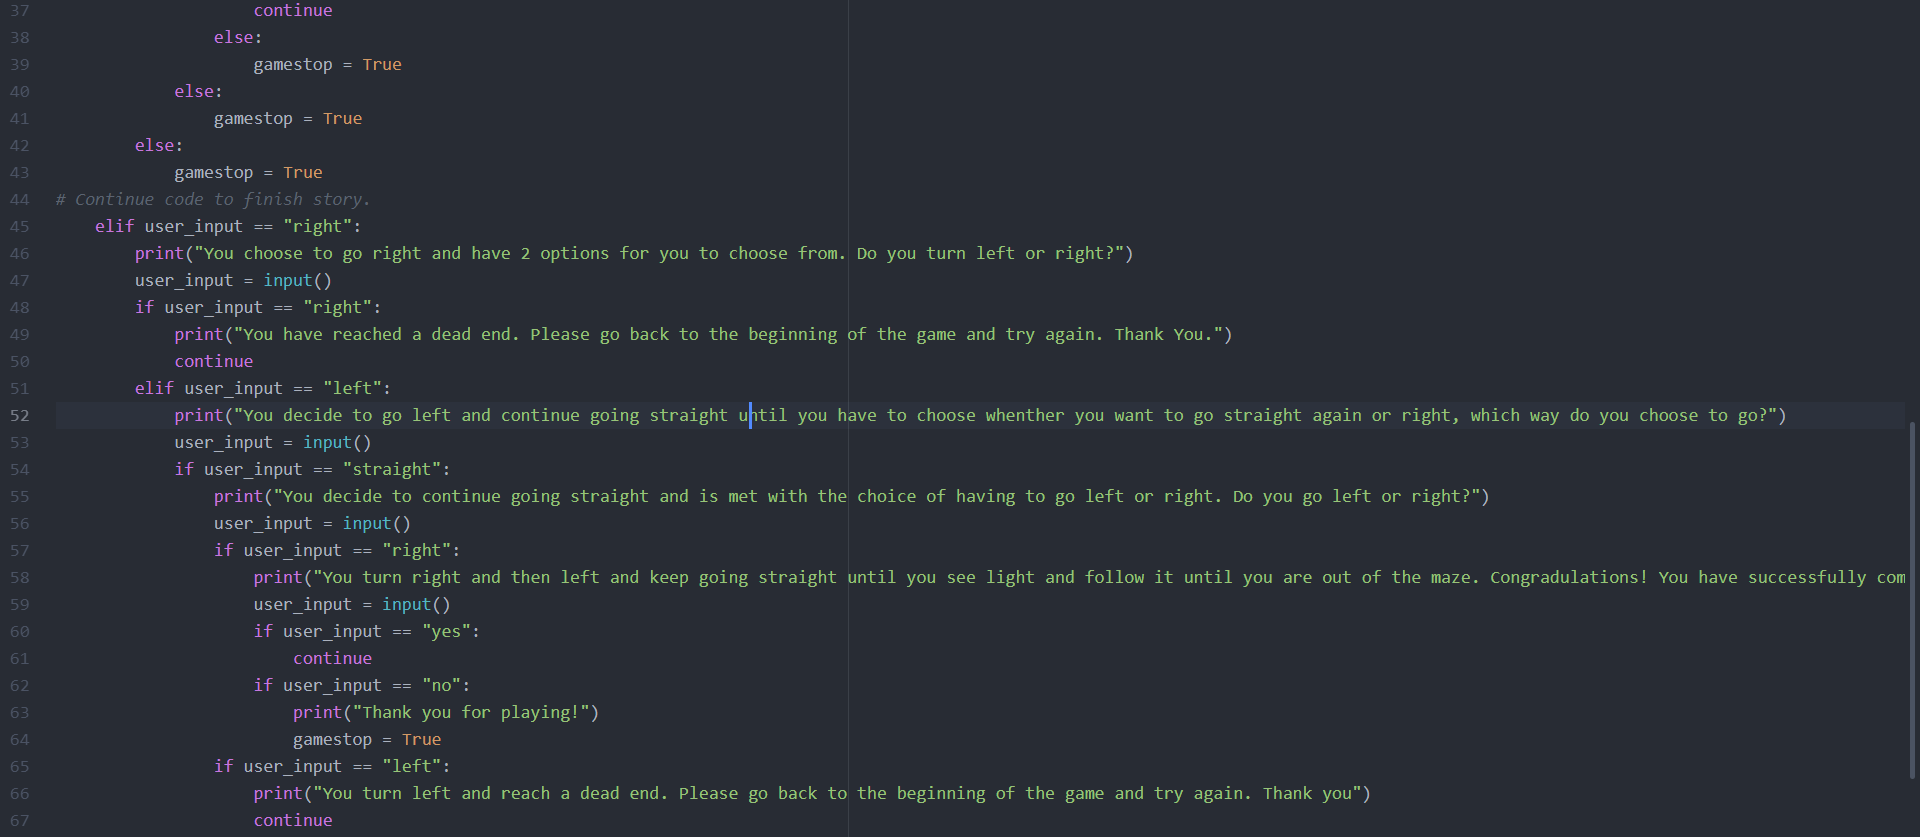 37                     continue
38                 else:
39                     gamestop = True
40             else:
41                 gamestop = True
42         else:
43             gamestop = True
44 # Continue code to finish story.
45     elif user_input == "right":
46         print("You choose to go right and have 2 options for you to choose from. Do you turn left or right?")
47         user_input = input()
48         if user_input == "right":
49             print("You have reached a dead end. Please go back to the beginning of the game and try again. Thank You.")
50             continue
51         elif user_input == "left":
52             print("You decide to go left and continue going straight until you have to choose whenther you want to go straight again or right, which way do you choose to go?")
53             user_input = input()
54             if user_input == "straight":
55                 print("You decide to continue going straight and is met with the choice of having to go left or right. Do you go left or right?")
56                 user_input = input()
57                 if user_input == "right":
58                     print("You turn right and then left and keep going straight until you see light and follow it until you are out of the maze. Congradulations! You have successfully com
59                     user_input = input()
60                     if user_input == "yes":
61                         continue
62                     if user_input == "no":
63                         print("Thank you for playing!")
64                         gamestop = True
65                 if user_input == "left":
66                     print("You turn left and reach a dead end. Please go back to the beginning of the game and try again. Thank you")
67                     continue